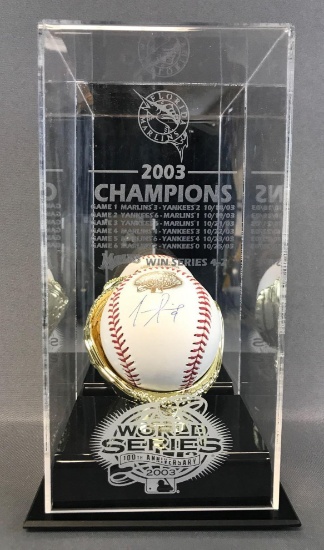 FLORIDA
MARLINS
2003
CHAMPIONS
GAME 1 MARLINS 3 - YANKEES 2 10/18/03
GAME 2 YANKEES 6 - MARLINS 1 10/19/03
GAME 3 YANKEES 6 - MARLINS 1 10/21/03
GAME 4 MARLINS 4 - YANKEES 3 10/22/03
GAME 5 MARLINS 6 - YANKEES 4 10/23/03
GAME 6 MARLINS 2 - YANKEES 0 10/25/03
Marlins WIN SERIES 4-2
WORLD
SERIES
100th ANNIVERSARY
2003